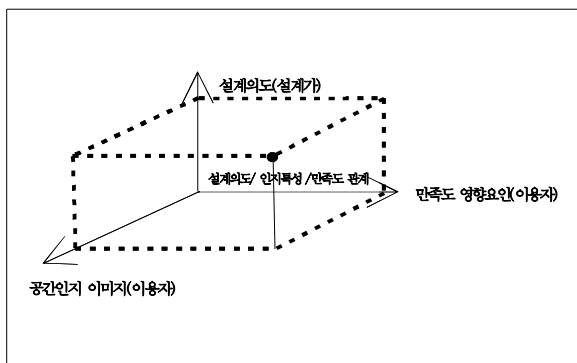 설계의도(설계가)
설계의도/ 인지특성 /만족도 관계
만족도 영향요인(이용자)
공간인지 이미지(이용자)